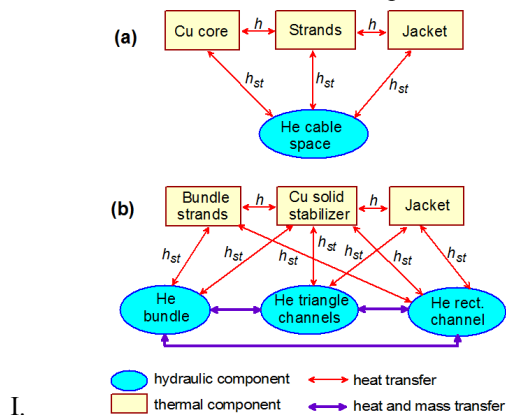 (a)
Cu core
h
Strands
h
Jacket
hst
hst
hst
He cable
space
(b)
Bundle
strands
h
Cu solid
stabilizer
h
Jacket
hst
hst
hst
hst
hst
hst
hst
He
bundle
He triangle
channels
He rect.
channel
hydraulic component
heat transfer
thermal component
heat and mass transfer
I.